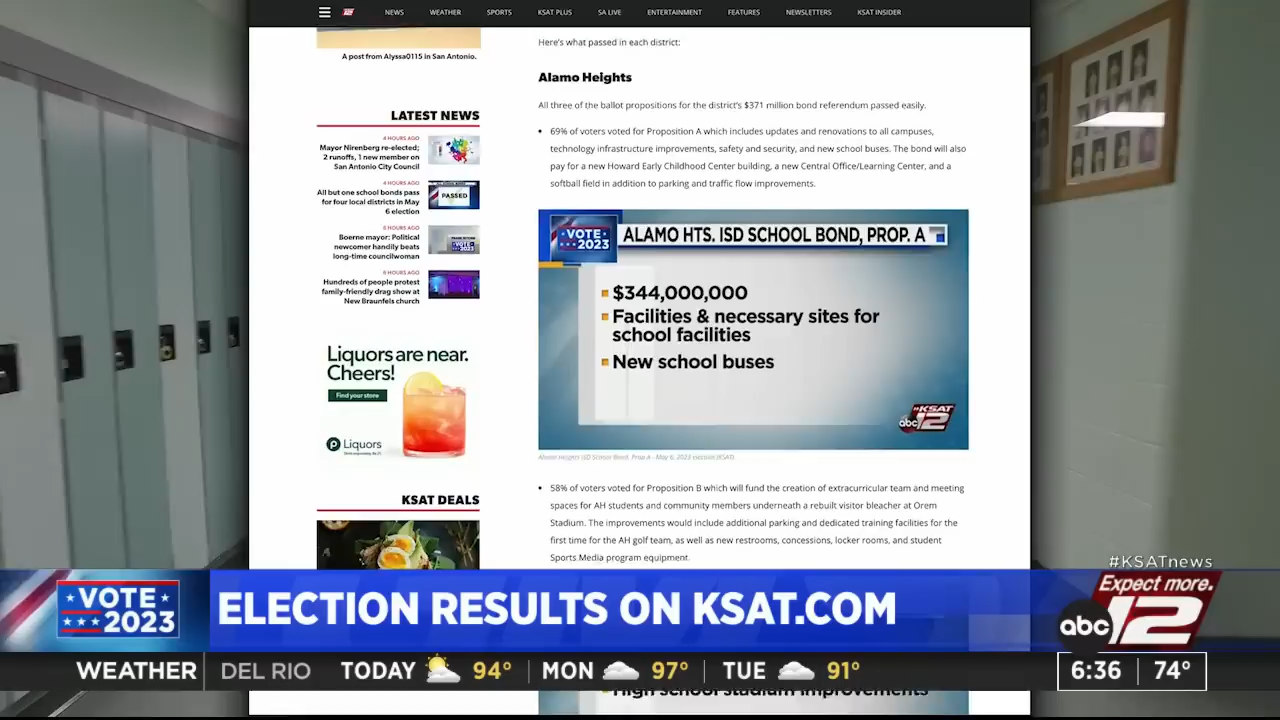 NEWS WEATHER SPORTS KSAT PLUS SA LIVE ENTERTAINMENT FEATURES NEWSLETTERS KSAT INSIDER
A post from Alyssa0115 in San Antonio.
LATEST NEWS
4 HOURS AGO
Mayor Nirenberg re-elected;
2 runoffs, 1 new member on
San Antonio City Council
4 HOURS AGO
All but one school bonds pass
for four local districts in May
6 election
PASSED
6 HOURS AGO
Boerne mayor: Political
newcomer handily beats
long-time councilwoman
6 HOURS AGO
Hundreds of people protest
family-friendly drag show at
New Braunfels church
Liquors are near.
Cheers!
Find your store
Liquors
KSAT DEALS
Here's what passed in each district:
Alamo Heights
All three of the ballot propositions for the district's $371 million bond referendum passed easily.
• 69% of voters voted for Proposition A which includes updates and renovations to all campuses,
technology infrastructure improvements, safety and security, and new school buses. The bond will also
pay for a new Howard Early Childhood Center building, a new Central Office/Learning Center, and a
softball field in addition to parking and traffic flow improvements.
VOTE
2023
ALAMO HTS. ISD SCHOOL BOND, PROP. A
$344,000,000
Facilities & necessary sites for
school facilities
New school buses
KSAT
abc 12
Alamo Heights ISD School Bond, Prop A - May 6, 2023 election (KSAT)
• 58% of voters voted for Proposition B which will fund the creation of extracurricular team and meeting
spaces for AH students and community members underneath a rebuilt visitor bleacher at Orem
Stadium. The improvements would include additional parking and dedicated training facilities for the
first time for the AH golf team, as well as new restrooms, concessions, locker rooms, and student
Sports Media program equipment.
#KSATnews
VOTE
2023
ELECTION RESULTS ON KSAT.COM
Expect more.
abc 12
WEATHER DEL RIO TODAY 94° MON 97° TUE 91° 6:36 74°
High school stadium improvements